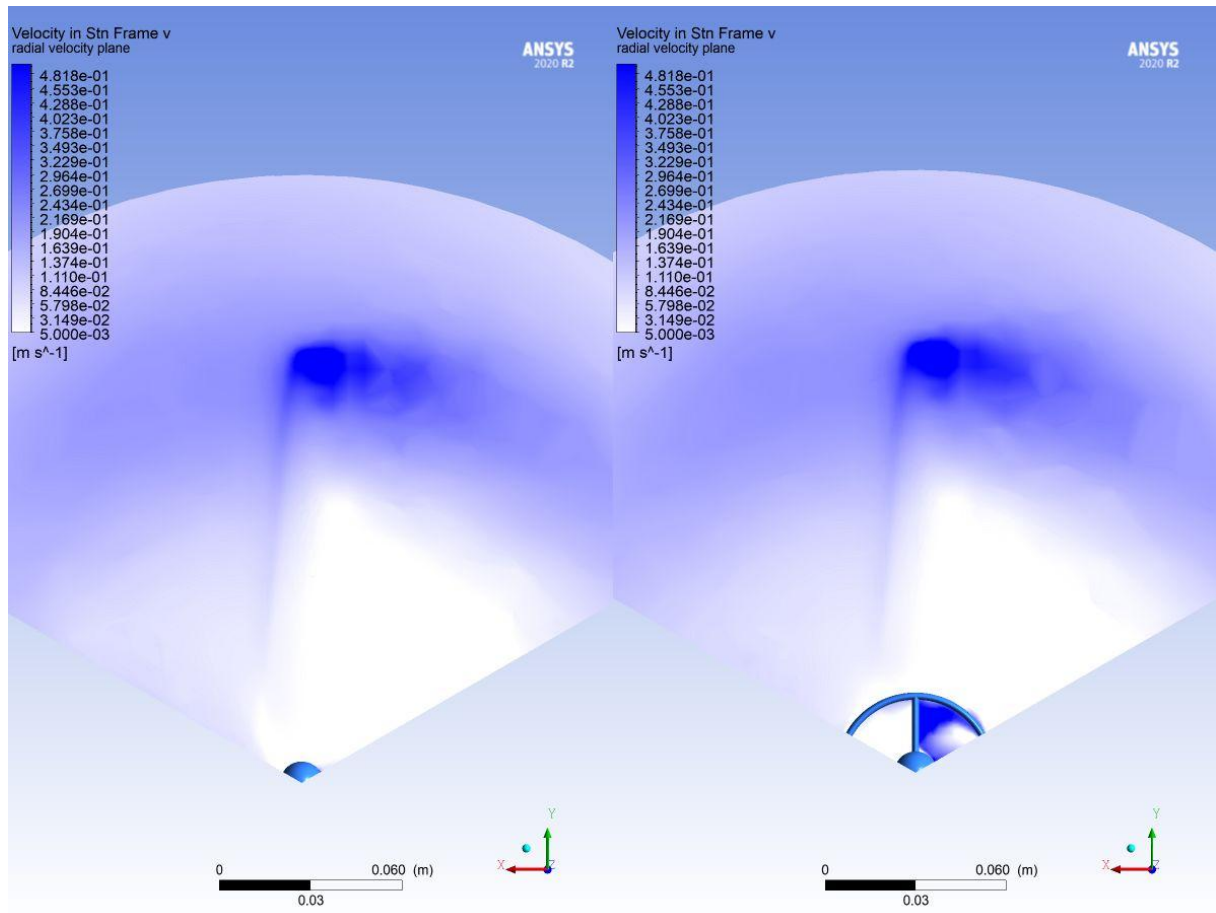 Velocity in Stn Frame v
radial velocity plane
4.818e-01
4.553e-01
4.288e-01
4.023e-01
3.758e-01
3.493e-01
3.229e-01
2.964e-01
2.699e-01
2.434e-01
2.169e-01
1.904e-01
1.639e-01
1.374e-01
1.110e-01
8.446e-02
5.798e-02
3.149e-02
5.000e-03
[m s^-1]
ANSYS
2020 R2
0 0.060 (m)
0.03
Y
X Z
Velocity in Stn Frame v
radial velocity plane
4.818e-01
4.553e-01
4.288e-01
4.023e-01
3.758e-01
3.493e-01
3.229e-01
2.964e-01
2.699e-01
2.434e-01
2.169e-01
1.904e-01
1.639e-01
1.374e-01
1.110e-01
8.446e-02
5.798e-02
3.149e-02
5.000e-03
[m s^-1]
ANSYS
2020 R2
0 0.060 (m)
0.03
Y
X Z